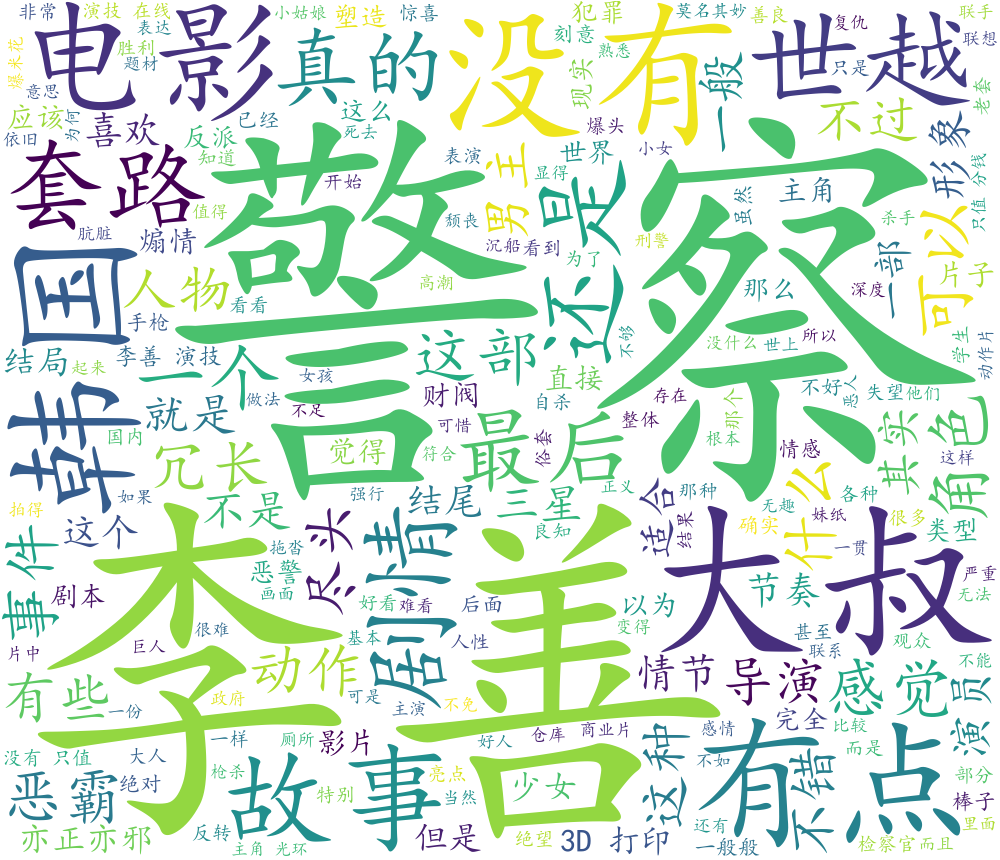 非常
演技 在线
表达
胜利
题材
爆米花
意思
电影
小姑娘
塑造
惊喜
真的
犯罪
刻意
熟悉
现实
没有
莫名其妙
善良
一般
世越
复仇
只是
联手
联想
老套
应该
依旧
为何
喜欢
已经
反派
知道
这么
死去
爆头
世界
小女
不过
形象
只值 分钱
套路
肮脏
煽情
值得
开始
警察
表演
显得
男主
颓丧
沉船
看到
为了
还是
虽然
刑警
主角
杀手
一部
可以
片子
深度
学生
动作片
国
人物
手枪
看看
高潮
那么
没什么
世上
所以
不够
结局
起来
李善 演技
一个
女孩
做法
不足
这部
财阀
可惜
直接
自杀
整体
存在
那个
根本
不好
恶人
失望
他们
韩
就是
国内
冗长
如果
觉得
符合
最后
俗套
情感
其实
角色
这样
拍得
这个
不是
强行
结尾
三星
良知
正义
适合
结果
那种
无趣
确实
什么
妹纸
各种
一贯
很多
类型
事件
剧本
片中
巨人
很难
拖沓
恶警
画面
尽头
好看
难看
基本
剧情
后面
人性
李善
以为
变得
大叔
节奏
甚至
联系
观众
严重
无法
不能
有些
一份
动作
政府
可是
主演
不免
情节
导演
完全
感觉
比较
演员
没有 只值
大人
一样
厕所
影片
好人
仓库
商业片
感情
不如
而是
部分
恶霸
绝对
枪杀
故事
特别
亮点
当然
少女
这种
有点
不错
棒子
里面
亦正亦邪
反转
主角 光环
但是
绝望
3D 打印
还有
一般般
检察官
而且